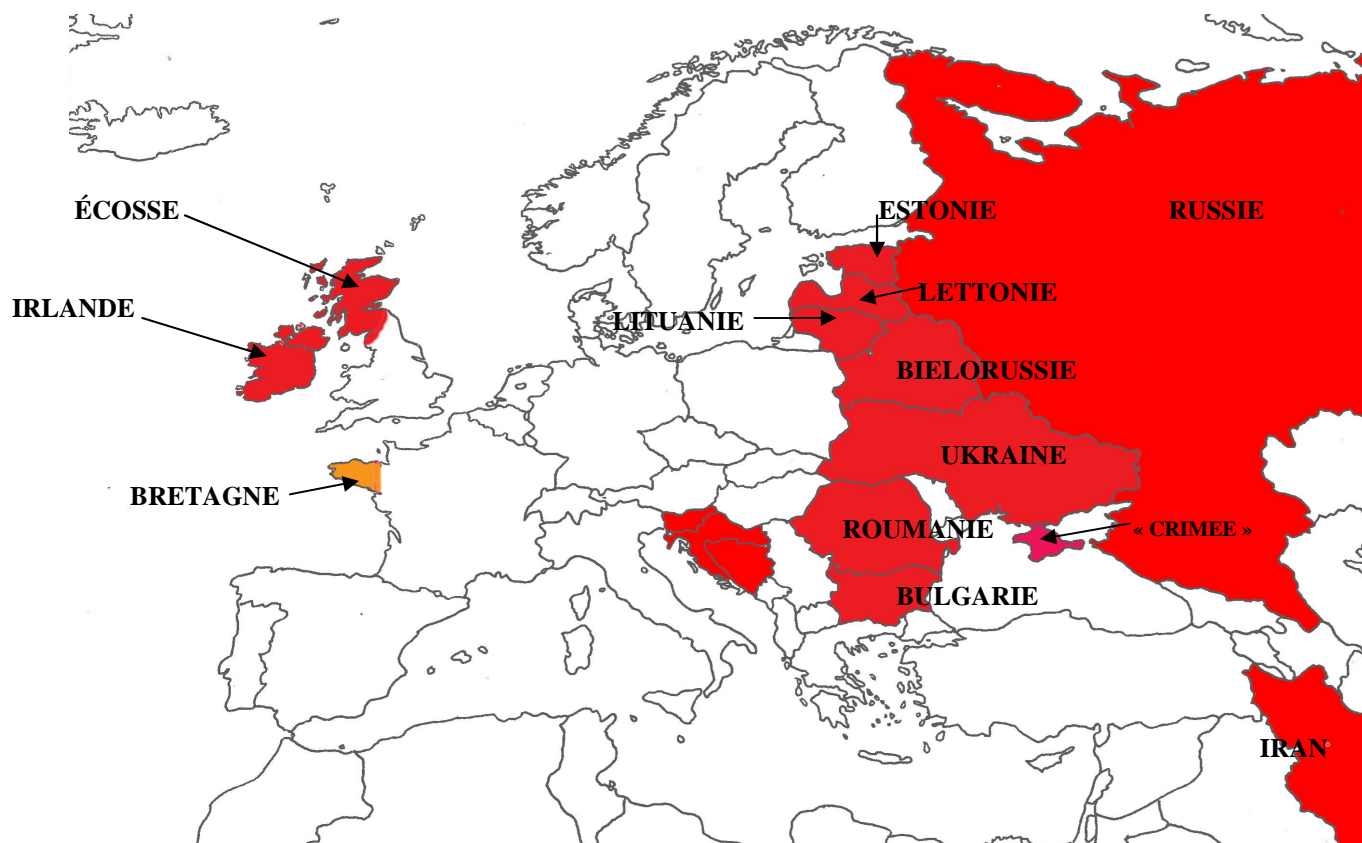 ÉCOSSE
ESTONIE
RUSSIE
IRLANDE
LETTONIE
LITUANIE
BIELORUSSIE
UKRAINE
BRETAGNE
ROUMANIE
« CRIMEE »
BULGARIE
IRAN